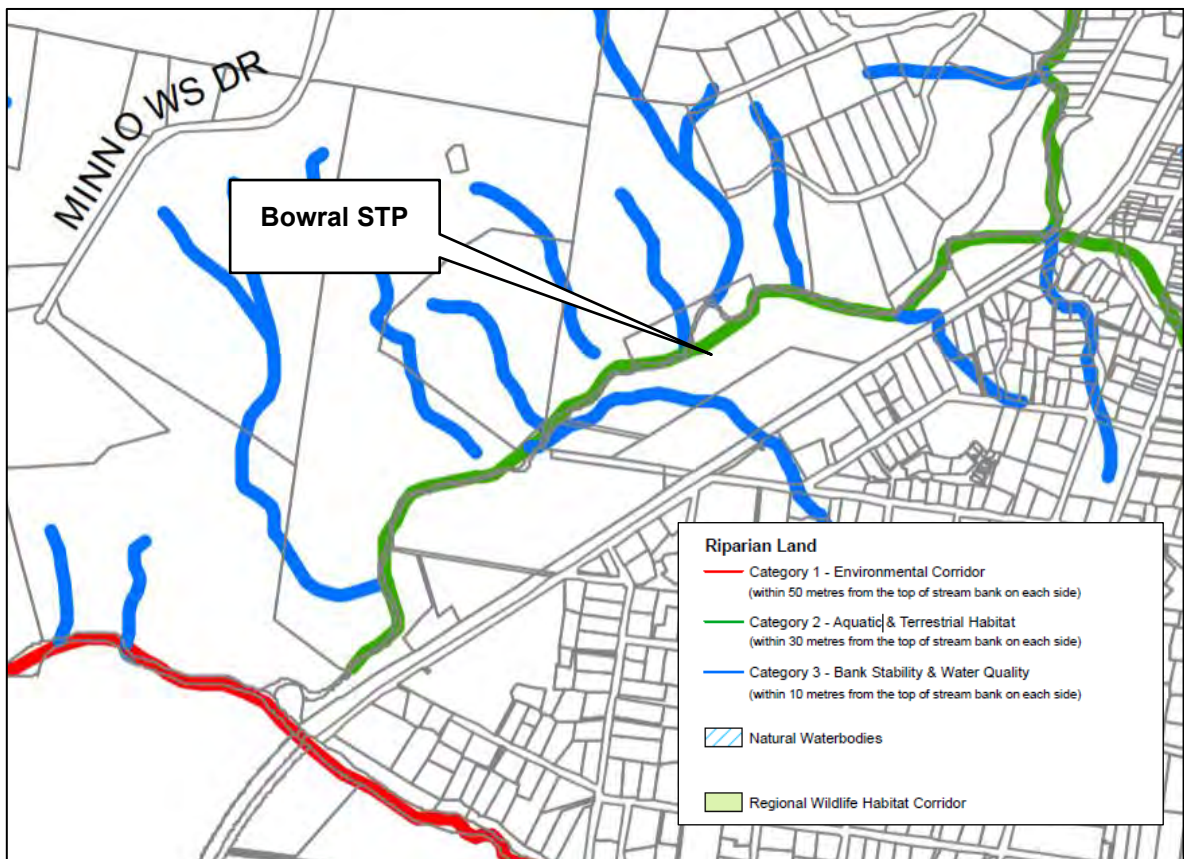 MINNO WS DR
Bowral STP
Riparian Land
Category 1 - Environmental Corridor
(within 50 metres from the top of stream bank on each side)
Category 2 - Aquatic & Terrestrial Habitat
(within 30 metres from the top of stream bank on each side)
Category 3 - Bank Stability & Water Quality
(within 10 metres from the top of stream bank on each side)
Natural Waterbodies
Regional Wildlife Habitat Corridor